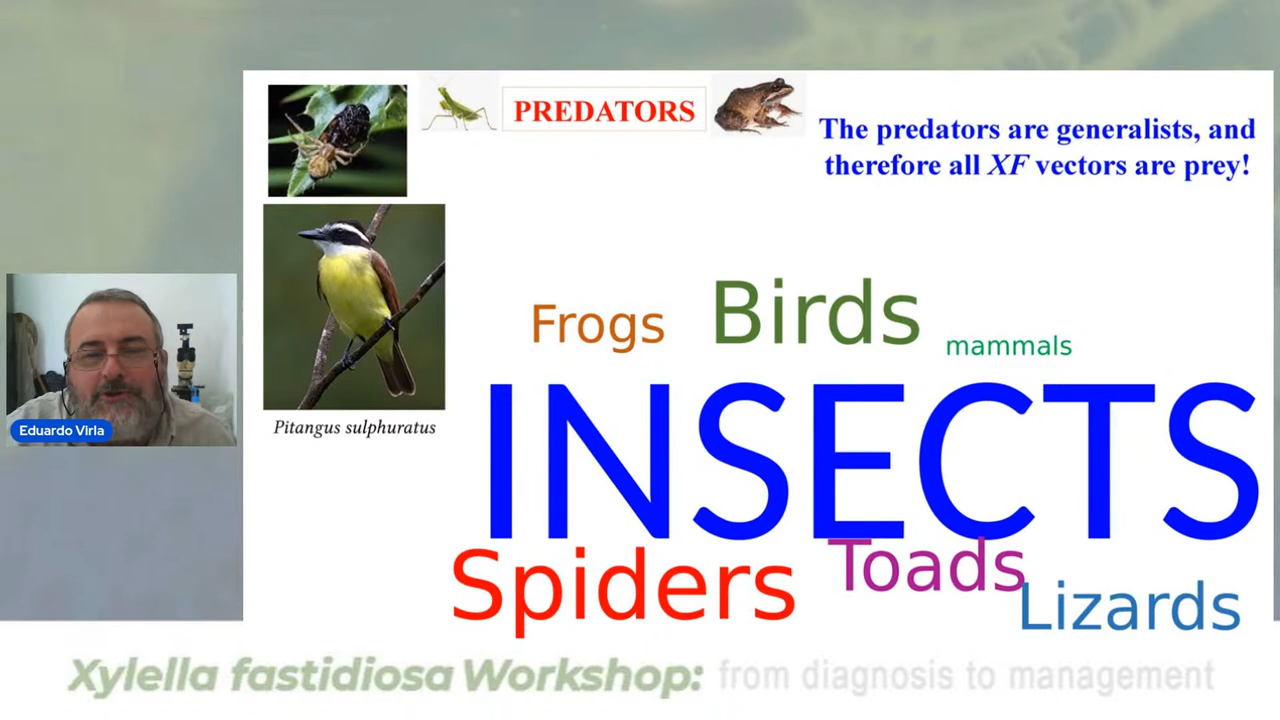 PREDATORS
The predators are generalists, and
therefore all XF vectors are prey!
Frogs
Birds
mammals
INSECTS
Spiders
Toads
Lizards
Pitangus sulphuratus
Eduardo Virla
Xylella fastidiosa Workshop: from diagnosis to management